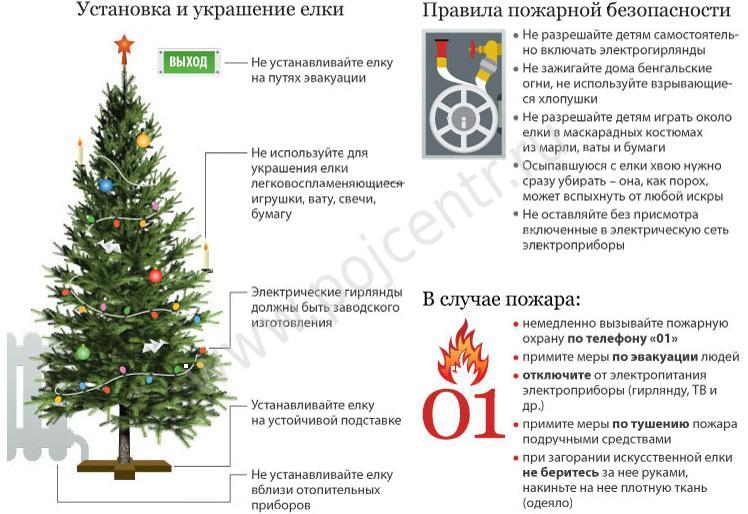 Установка и украшение елки
ВЫХОД
Не устанавливайте елку
на путях эвакуации
Не используйте для
украшения елки
легковоспламеняющиеся
игрушки, вату, свечи,
бумагу
Электрические гирлянды
должны быть заводского
изготовления
Устанавливайте елку
на устойчивой подставке
Не устанавливайте елку
вблизи отопительных
приборов
Правила пожарной безопасности
• Не разрешайте детям самостоятель-
но включать электрогирлянды
• Не зажигайте дома бенгальские
огни, не используйте взрывающие-
ся хлопушки
• Не разрешайте детям играть около
елки в маскарадных костюмах
из марли, ваты и бумаги
• Осыпавшуюся с елки хвою нужно
сразу убирать – она, как порох,
может вспыхнуть от любой искры
• Не оставляйте без присмотра
включенные в электрическую сеть
электроприборы
В случае пожара:
01
• немедленно вызывайте пожарную
охрану по телефону «01»
• примите меры по эвакуации людей
• отключите от электропитания
электроприборы (гирлянду, ТВ и
др.)
• примите меры по тушению пожара
подручными средствами
• при загорании искусственной елки
не беритесь за нее руками,
накиньте на нее плотную ткань
(одеяло)
www.pojcentr.ru